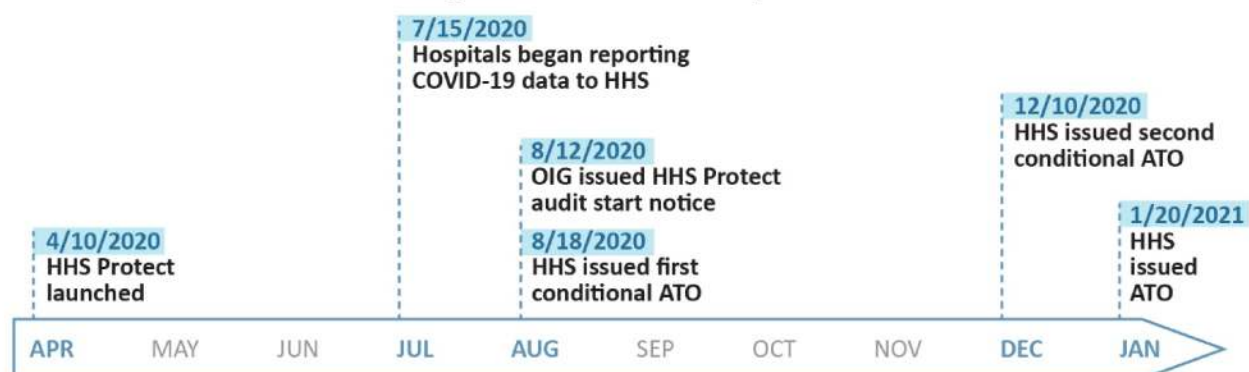 7/15/2020
Hospitals began reporting
COVID-19 data to HHS
12/10/2020
HHS issued second
conditional ATO
8/12/2020
OIG issued HHS Protect
audit start notice
1/20/2021
HHS
issued
ATO
4/10/2020
HHS Protect
launched
8/18/2020
HHS issued first
conditional ATO
APR MAY JUN JUL AUG SEP OCT NOV DEC JAN